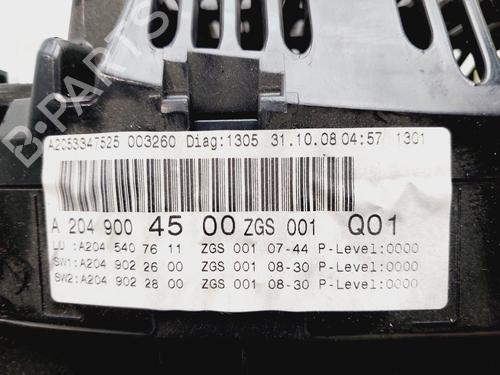 A2053347525 003260 Diag:1305 31.10.08 04:57 1301
A 204 900 45 00 ZGS 001 Q01
LU :A204 540 76 11 ZGS 001 07-44 P-Level:0000
SW1:A204 902 26 00 ZGS 001 08-30 P-Level:0000
SW2:A204 902 28 00 ZGS 001 08-30 P-Level:0000
B-PARTS